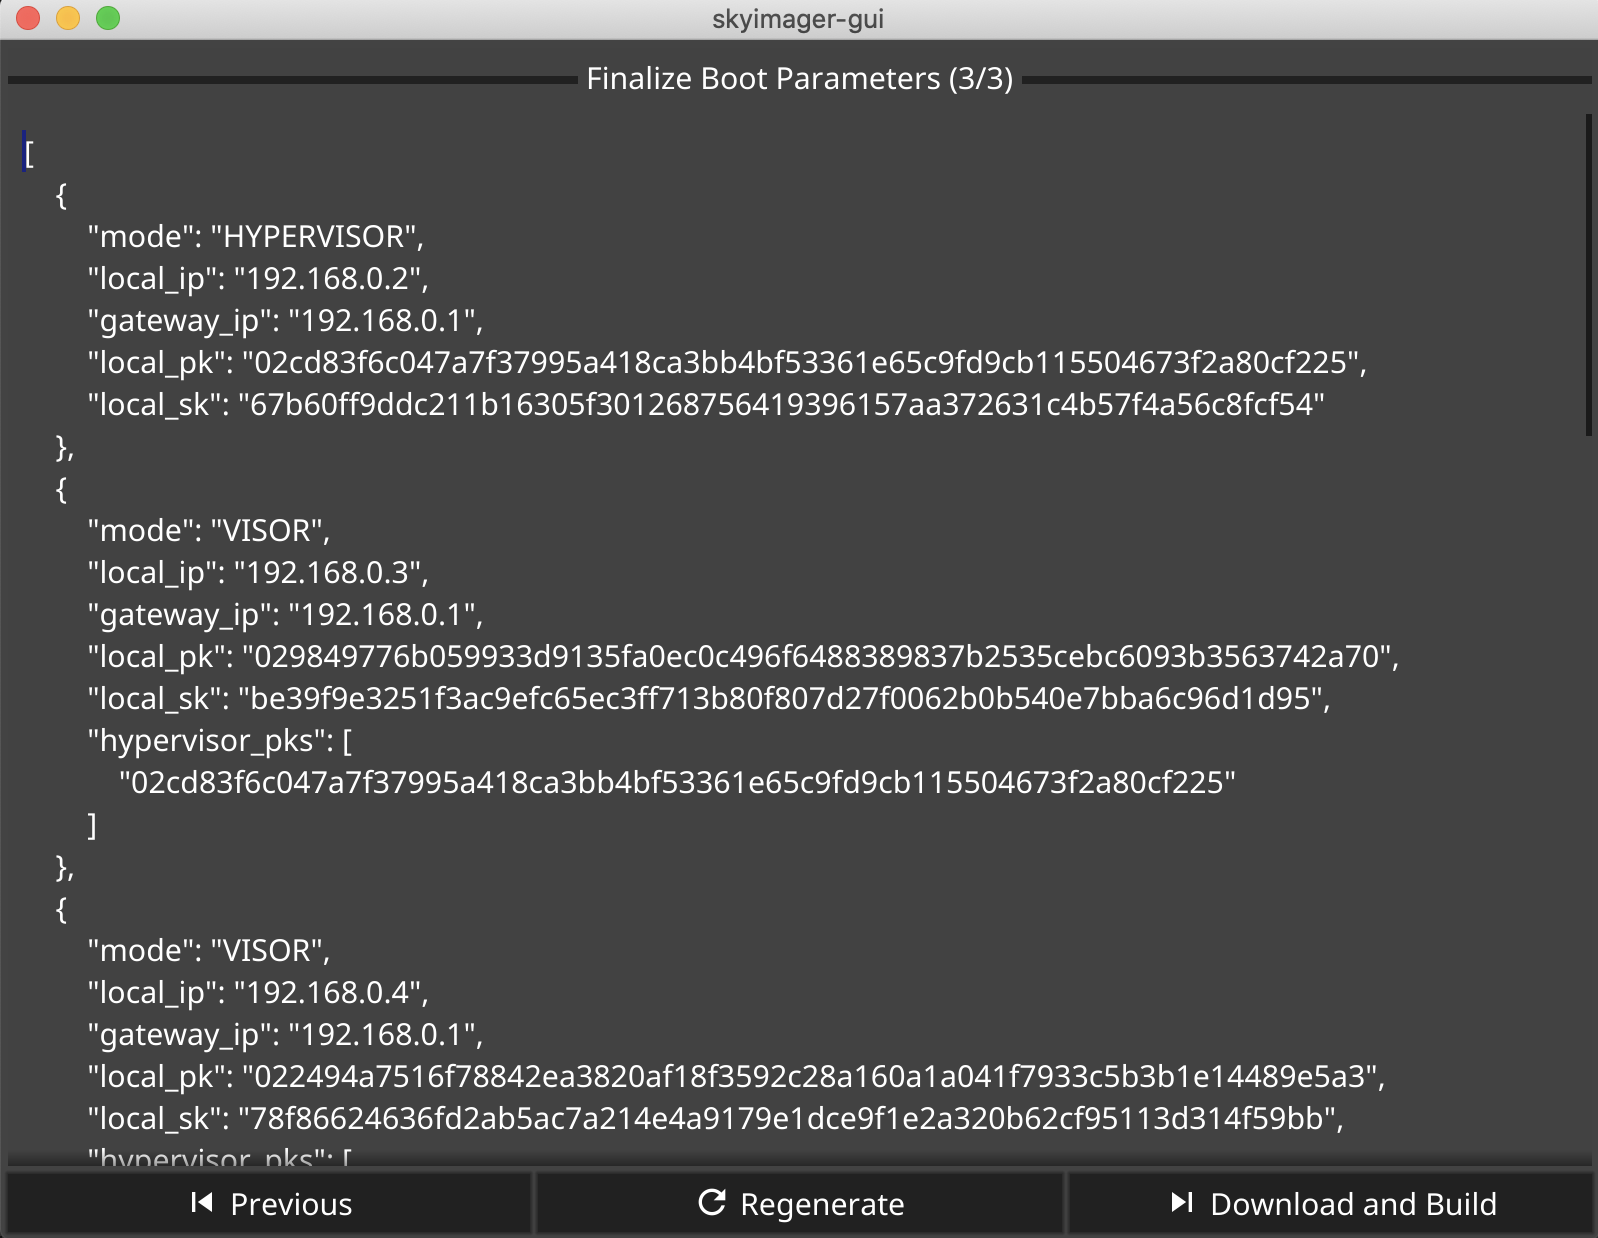 skyimager-gui
Finalize Boot Parameters (3/3)
[
{
"mode": "HYPERVISOR",
"local_ip": "192.168.0.2",
"gateway_ip": "192.168.0.1",
"local_pk": "02cd83f6c047a7f37995a418ca3bb4bf53361e65c9fd9cb115504673f2a80cf225",
"local_sk": "67b60ff9ddc211b16305f301268756419396157aa372631c4b57f4a56c8fcf54"
},
{
"mode": "VISOR",
"local_ip": "192.168.0.3",
"gateway_ip": "192.168.0.1",
"local_pk": "029849776b059933d9135fa0ec0c496f6488389837b2535cebc6093b3563742a70",
"local_sk": "be39f9e3251f3ac9efc65ec3ff713b80f807d27f0062b0b540e7bba6c96d1d95",
"hypervisor_pks": [
"02cd83f6c047a7f37995a418ca3bb4bf53361e65c9fd9cb115504673f2a80cf225"
]
},
{
"mode": "VISOR",
"local_ip": "192.168.0.4",
"gateway_ip": "192.168.0.1",
"local_pk": "022494a7516f78842ea3820af18f3592c28a160a1a041f7933c5b3b1e14489e5a3",
"local_sk": "78f86624636fd2ab5ac7a214e4a9179e1dce9f1e2a320b62cf95113d314f59bb",
"hypervisor_pks": [
Previous
Regenerate
Download and Build